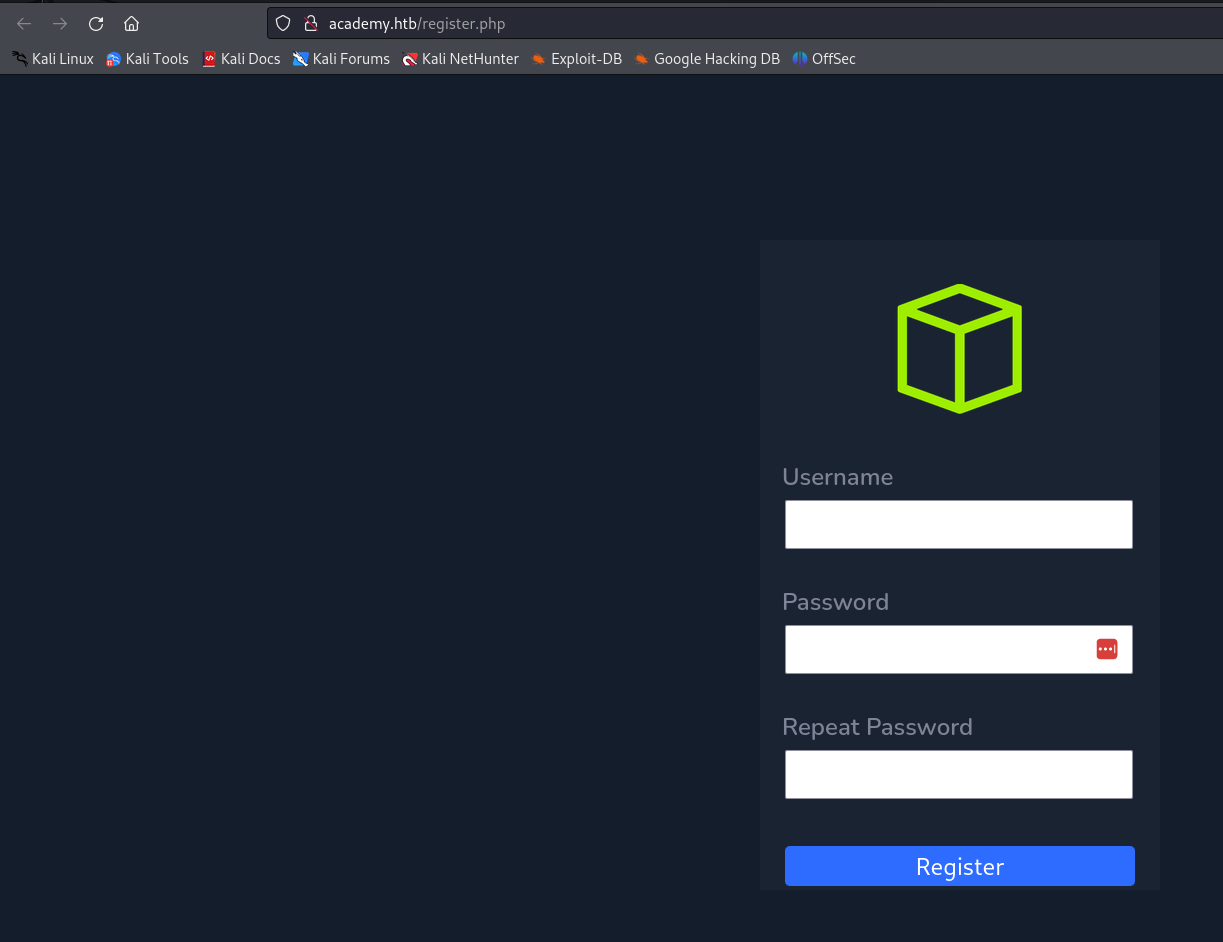 academy.htb/register.php
Kali Linux Kali Tools Kali Docs Kali Forums Kali NetHunter Exploit-DB Google Hacking DB OffSec
Username
Password
Repeat Password
Register